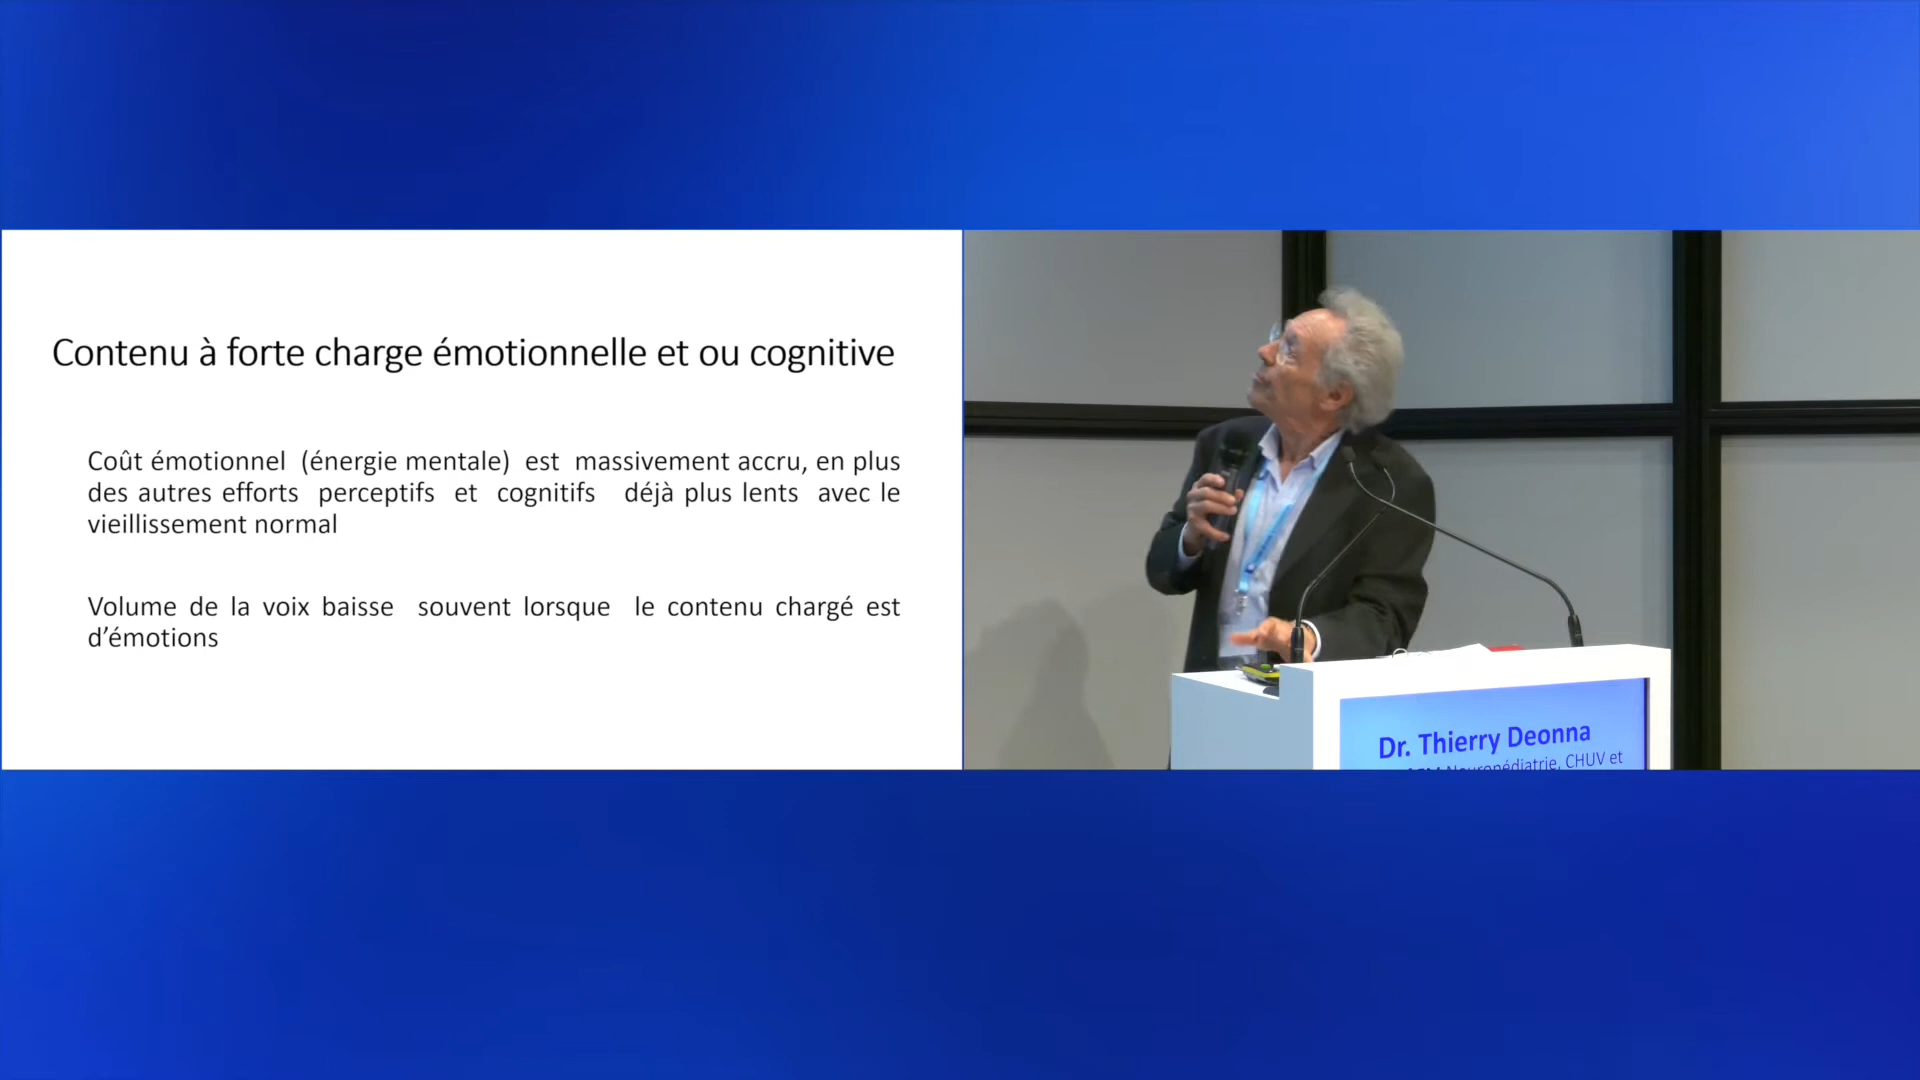 Contenu à forte charge émotionnelle et ou cognitive
Coût émotionnel (énergie mentale) est massivement accru, en plus
des autres efforts perceptifs et cognitifs déjà plus lents avec le
vieillissement normal
Volume de la voix baisse souvent lorsque le contenu chargé est
d’émotions
Dr. Thierry Deonna
Neuropédiatrie, CHUV et